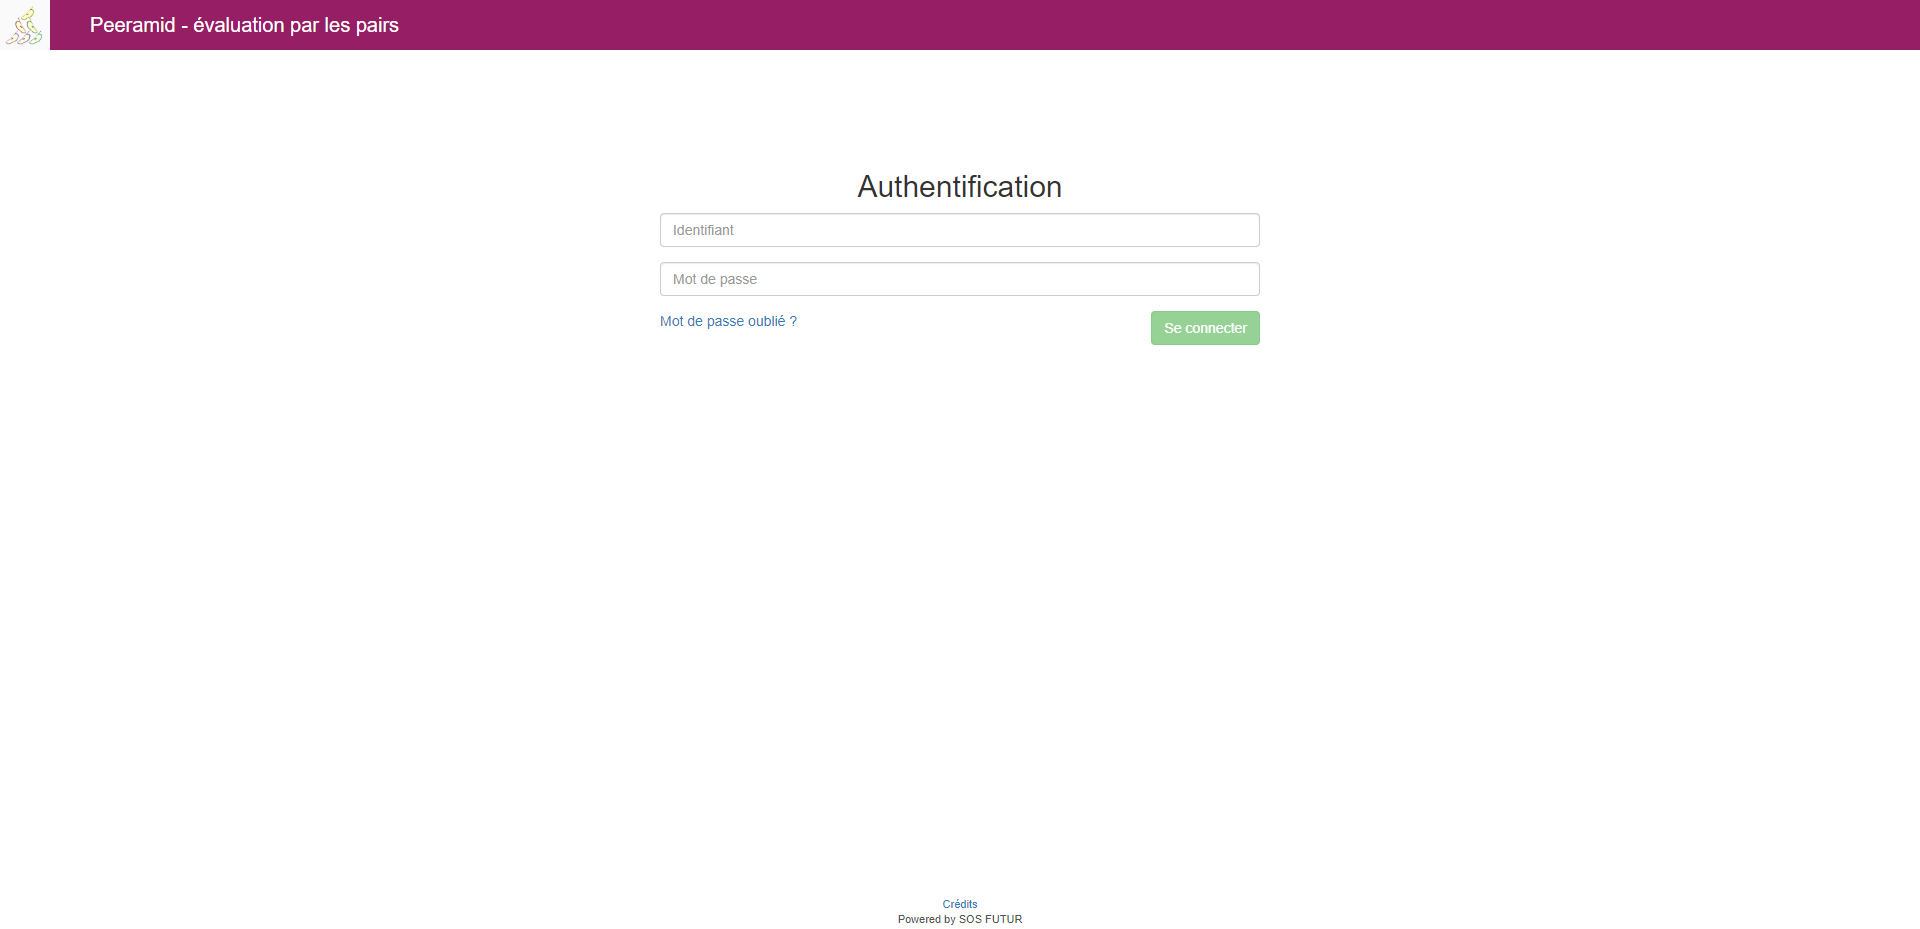 Peeramid - évaluation par les pairs
Authentification
Identifiant
Mot de passe
Mot de passe oublié ?
Se connecter
Crédits
Powered by SOS FUTUR